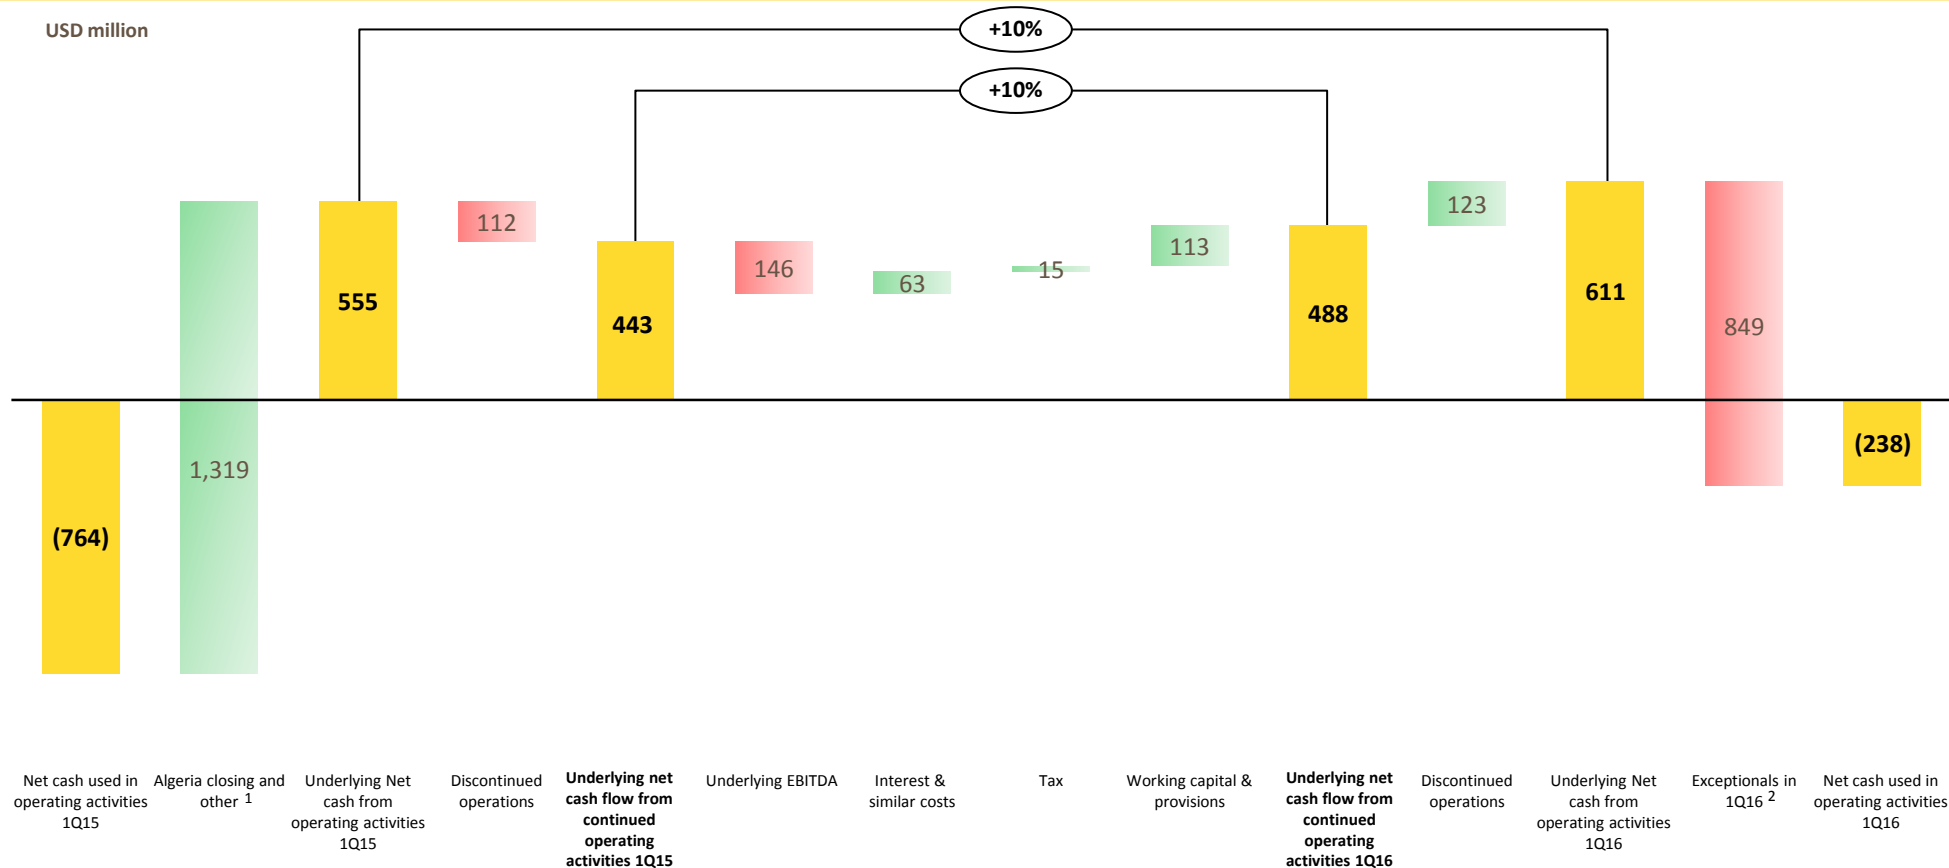 USD million
+10%
+10%
555
112
443
146
63
15
113
488
123
611
849
1,319
(764)
(238)
Net cash used in
operating activities
1Q15
Algeria closing and
other 1
Underlying Net
cash from
operating activities
1Q15
Discontinued
operations
Underlying net
cash flow from
continued
operating
activities 1Q15
Underlying EBITDA
Interest &
similar costs
Tax
Working capital &
provisions
Underlying net
cash flow from
continued
operating
activities 1Q16
Discontinued
operations
Underlying Net
cash from
operating activities
1Q16
Exceptionals in
1Q16 2
Net cash used in
operating activities
1Q16